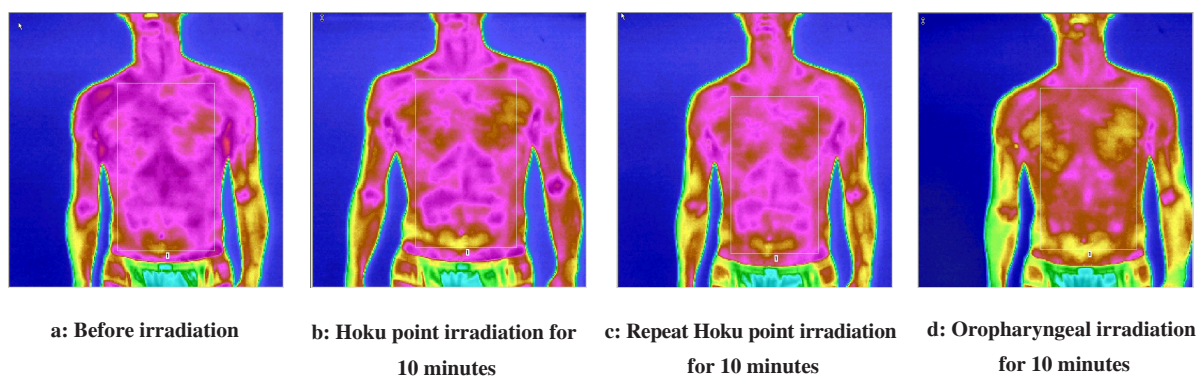 a: Before irradiation
b: Hoku point irradiation for
10 minutes
c: Repeat Hoku point irradiation
for 10 minutes
d: Oropharyngeal irradiation
for 10 minutes